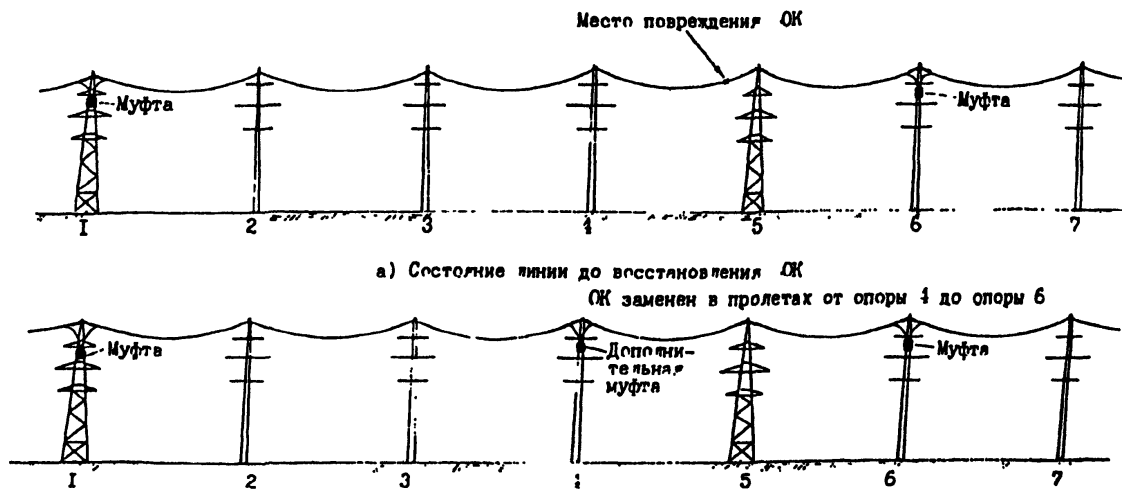 Место повреждения ОК
Муфта
Муфта
I 2 3 4 5 6 7
а) Состояние линии до восстановления ОК
ОК заменен в пролетах от опоры 4 до опоры 6
Муфта
Дополни-
тельная
муфта
Муфта
I 2 3 4 5 6 7